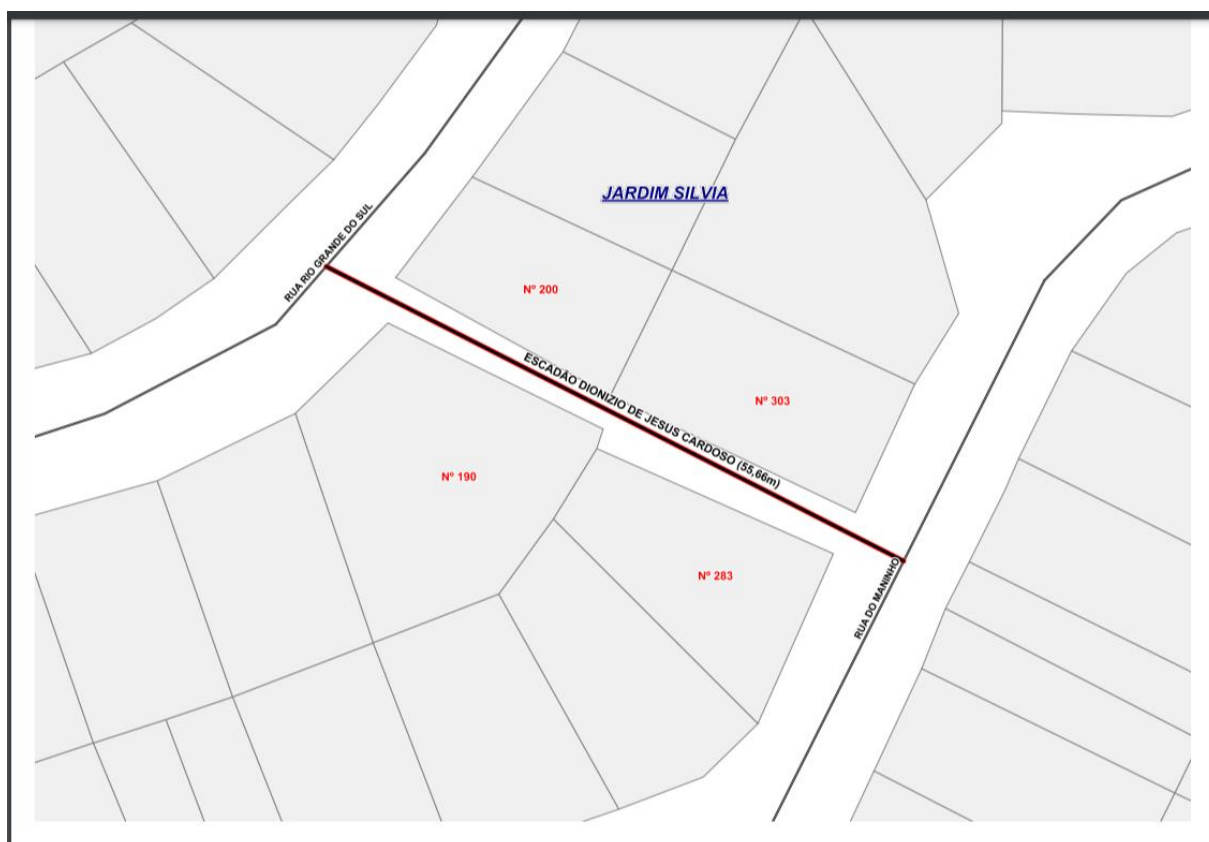 JARDIM SILVIA
RUA RIO GRANDE DO SUL
Nº 200
ESCADÃO DIONIZIO DE JESUS CARDOSO (55,66m)
Nº 303
Nº 190
Nº 283
RUA DO MANINHO